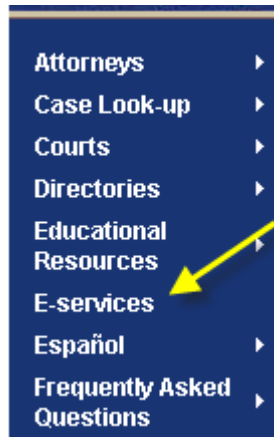 Attorneys
Case Look-up
Courts
Directories
Educational
Resources
E-services
Español
Frequently Asked
Questions